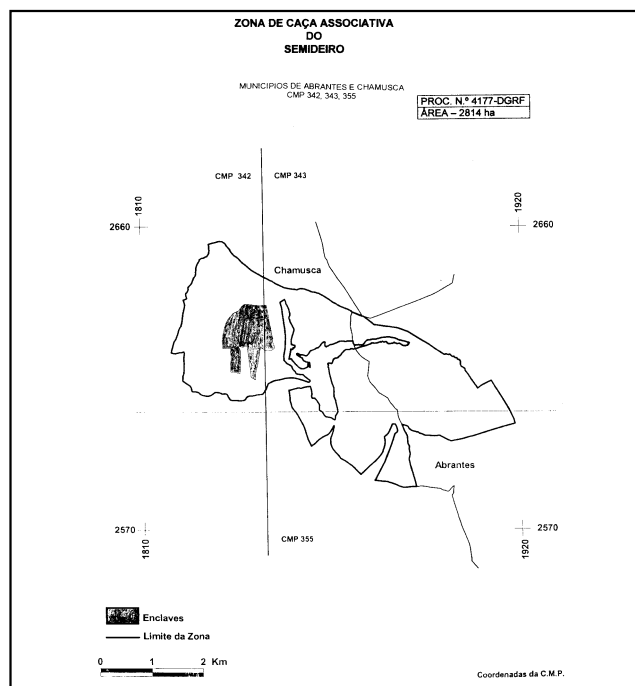 ZONA DE CAÇA ASSOCIATIVA
DO
SEMIDEIRO
MUNICIPIOS DE ABRANTES E CHAMUSCA
CMP 342, 343, 355
PROC. N.º 4177-DGRF
ÁREA – 2814 ha
CMP 342
CMP 343
1810
1920
2660
2660
Chamusca
Abrantes
2570
2570
1810
1920
CMP 355
Enclaves
Limite da Zona
0 1 2 Km
Coordenadas da C.M.P.